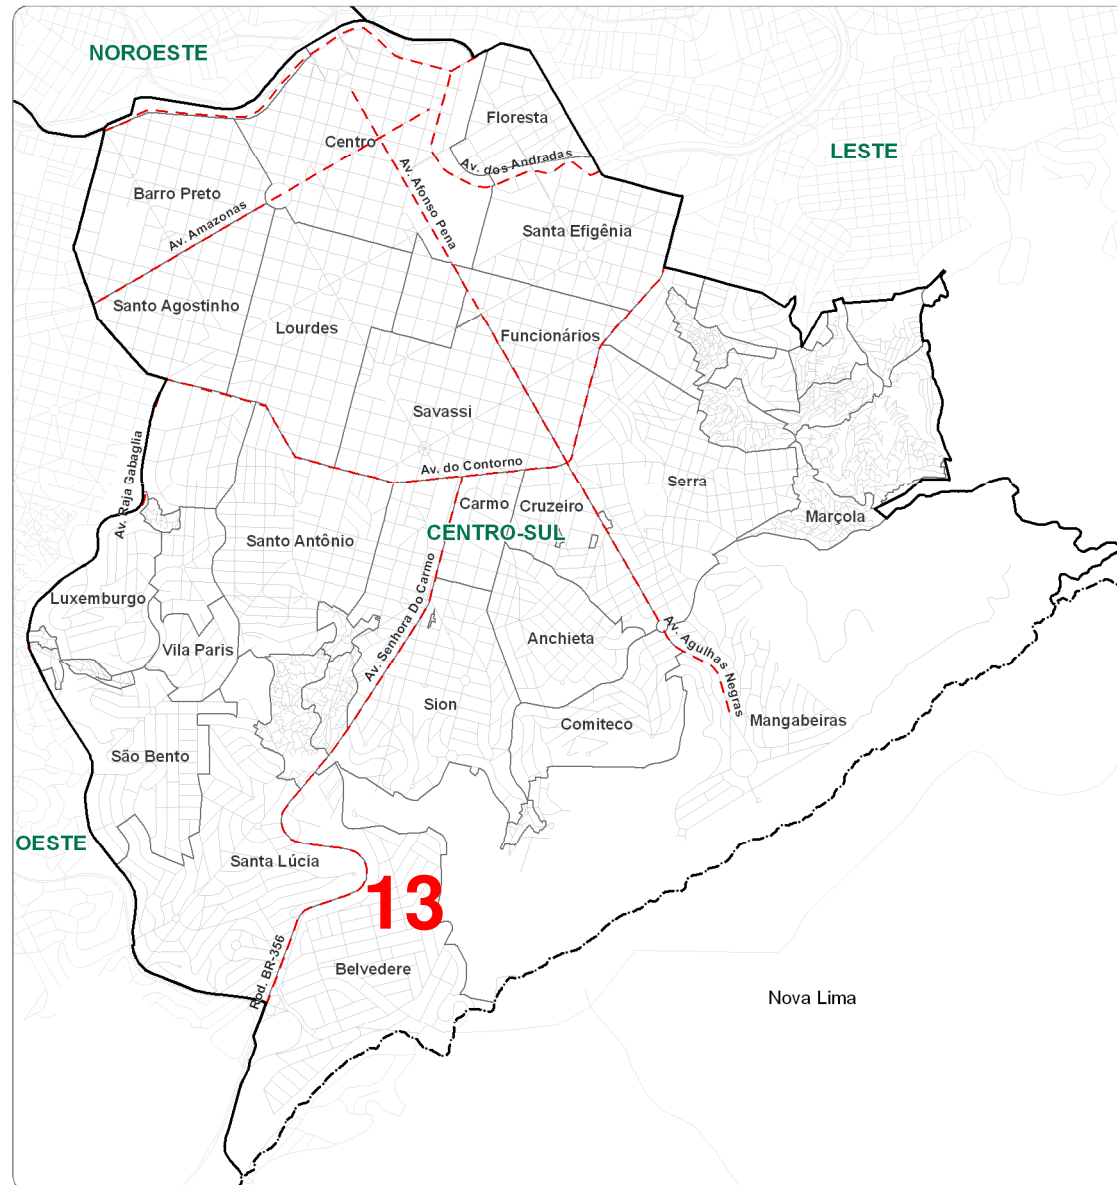 NOROESTE
Floresta
Centro
LESTE
Av. dos Andradas
Barro Preto
Av. Afonso Pena
Av. Amazonas
Santa Efigênia
Santo Agostinho
Lourdes
Funcionários
Savassi
Av. do Contorno
Av. Raja Gabaglia
Serra
Carmo
Cruzeiro
Marçola
CENTRO-SUL
Santo Antônio
Luxemburgo
Av. Senhora Do Carmo
Anchieta
Vila Paris
Av. Agulhas Negras
Sion
Comiteco
Mangabeiras
São Bento
OESTE
Santa Lúcia
13
Belvedere
Rod. BR-356
Nova Lima